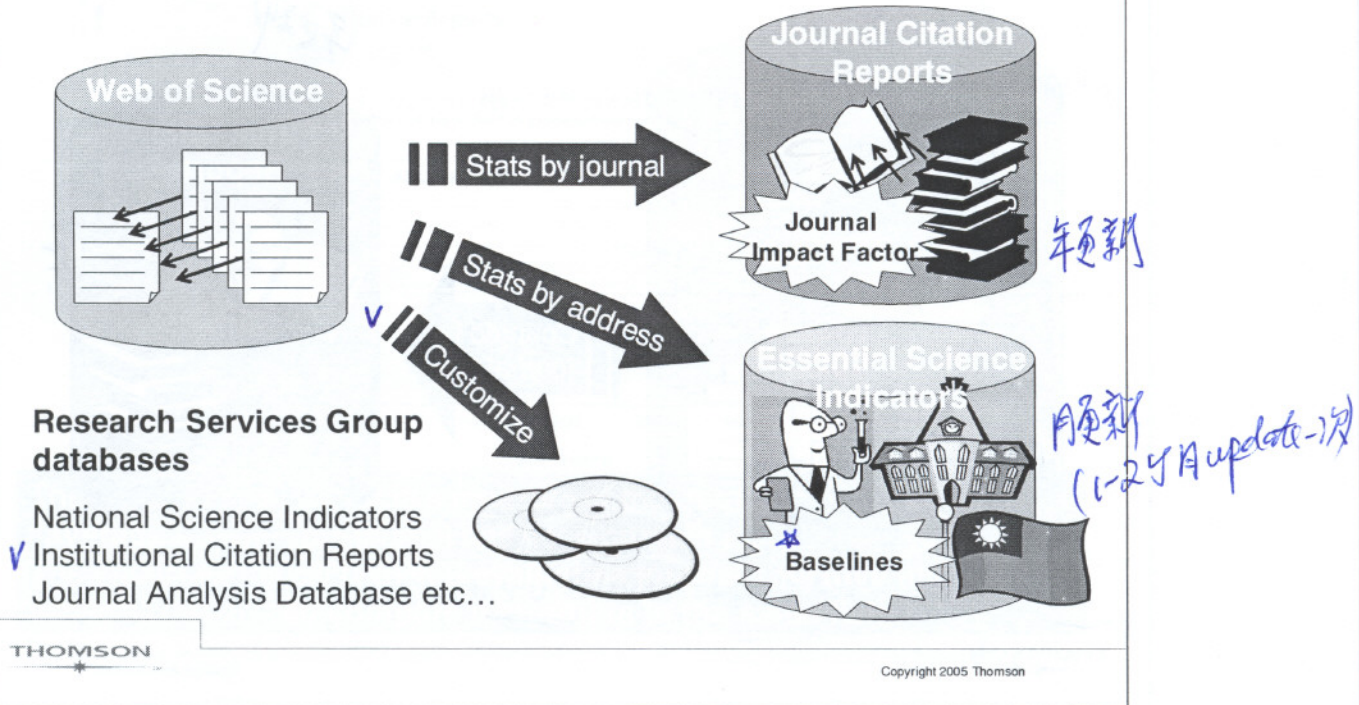 Web of Science
Stats by journal
Stats by address
Customize
Journal Citation
Reports
Journal
Impact Factor
年更新
Essential Science
Indicators
Baselines
月更新
(1-2个月update一次)
Research Services Group
databases
National Science Indicators
Institutional Citation Reports
Journal Analysis Database etc…
THOMSON
Copyright 2005 Thomson